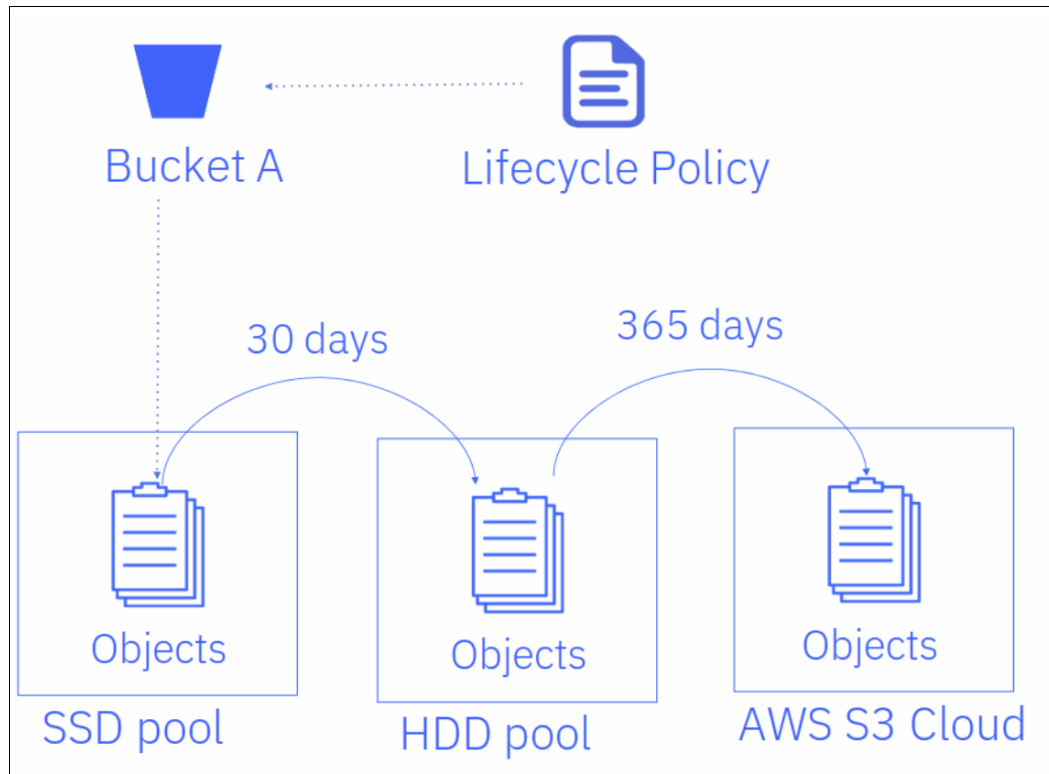 Bucket A
Lifecycle Policy
30 days
365 days
Objects
Objects
Objects
SSD pool
HDD pool
AWS S3 Cloud